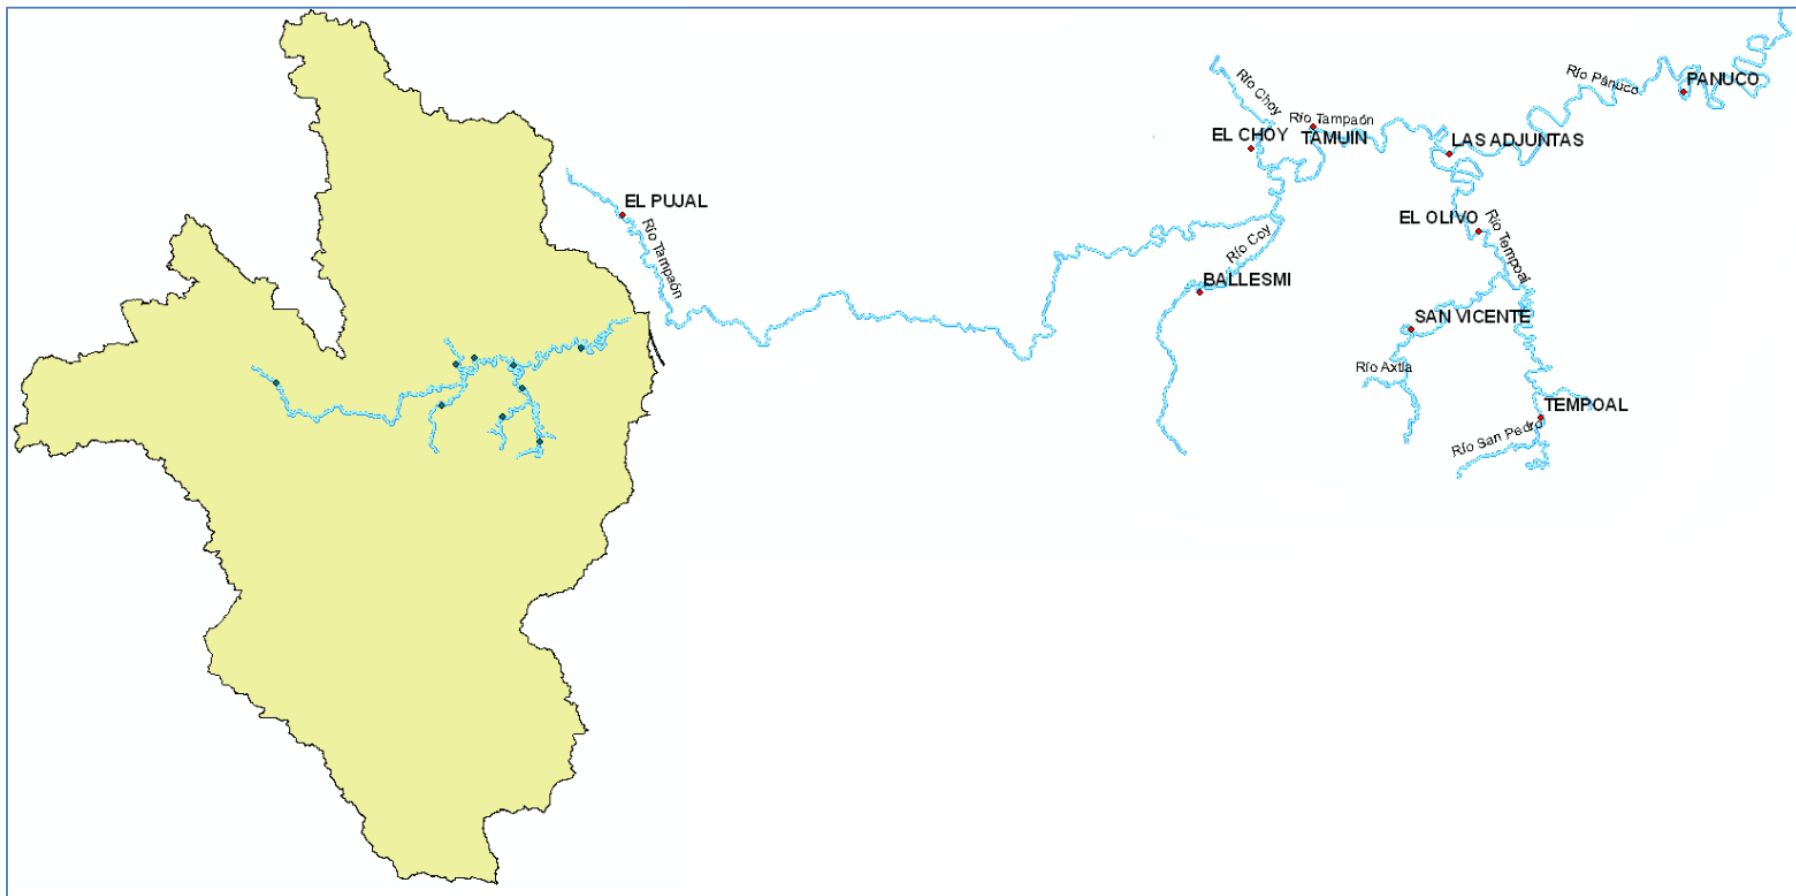 Río Pánuco
PANUCO
Río Choy
Río Tampaón
EL CHOY
TAMUIN
LAS ADJUNTAS
EL PUJAL
Río Tampaón
EL OLIVO
Río Tempoal
Río Coy
BALLESMI
SAN VICENTE
Río Axtla
TEMPOAL
Río San Pedro